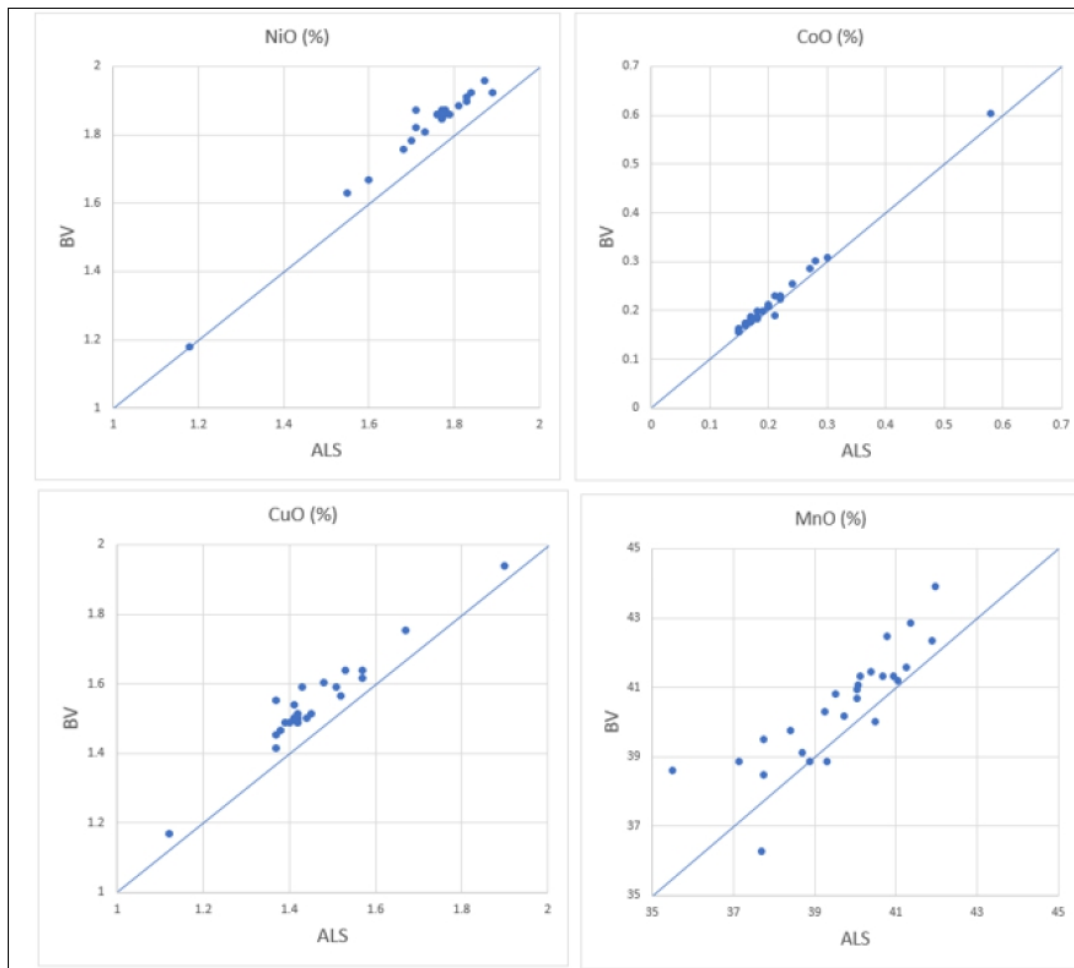 NiO (%)
2
1.8
1.6
1.4
1.2
1
BV
1 1.2 1.4 1.6 1.8 2
ALS
CoO (%)
0.7
0.6
0.5
0.4
0.3
0.2
0.1
0
BV
0 0.1 0.2 0.3 0.4 0.5 0.6 0.7
ALS
CuO (%)
2
1.8
1.6
1.4
1.2
1
BV
1 1.2 1.4 1.6 1.8 2
ALS
MnO (%)
45
43
41
39
37
35
BV
35 37 39 41 43 45
ALS